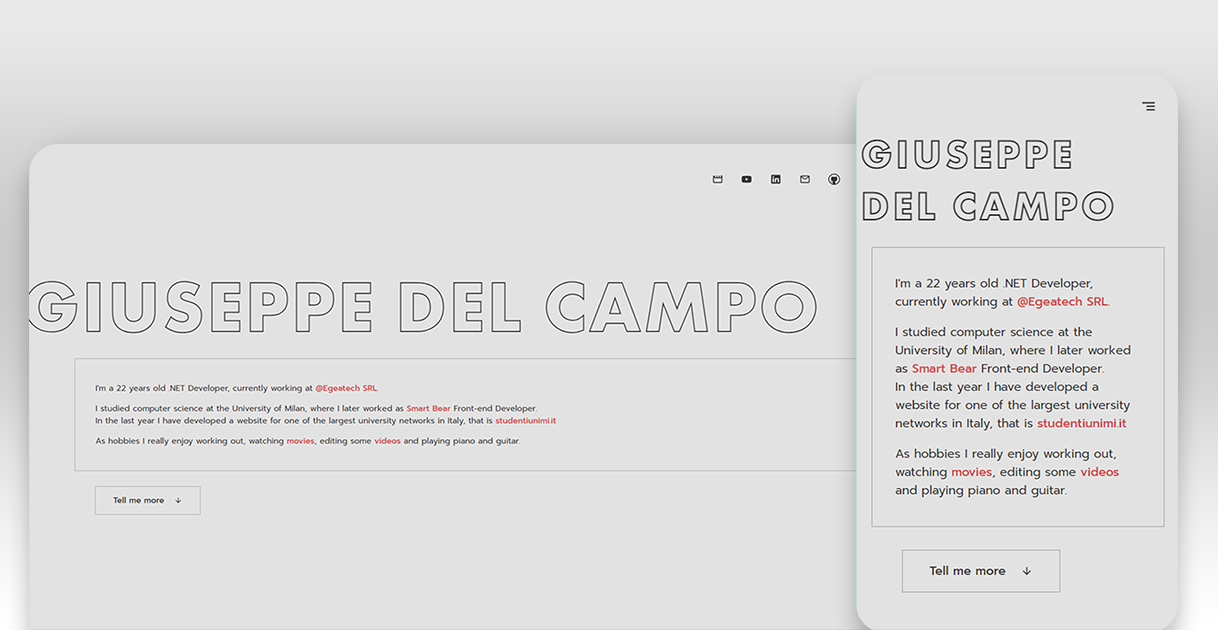 GIUSEPPE DEL CAMPO
I'm a 22 years old .NET Developer, currently working at @Egeatech SRL.
I studied computer science at the University of Milan, where I later worked as Smart Bear Front-end Developer.
In the last year I have developed a website for one of the largest university networks in Italy, that is studentiunimi.it
As hobbies I really enjoy working out, watching movies, editing some videos and playing piano and guitar.
Tell me more ↓
GIUSEPPE
DEL CAMPO
I'm a 22 years old .NET Developer,
currently working at @Egeatech SRL.
I studied computer science at the
University of Milan, where I later worked
as Smart Bear Front-end Developer.
In the last year I have developed a
website for one of the largest university
networks in Italy, that is studentiunimi.it
As hobbies I really enjoy working out,
watching movies, editing some videos
and playing piano and guitar.
Tell me more ↓